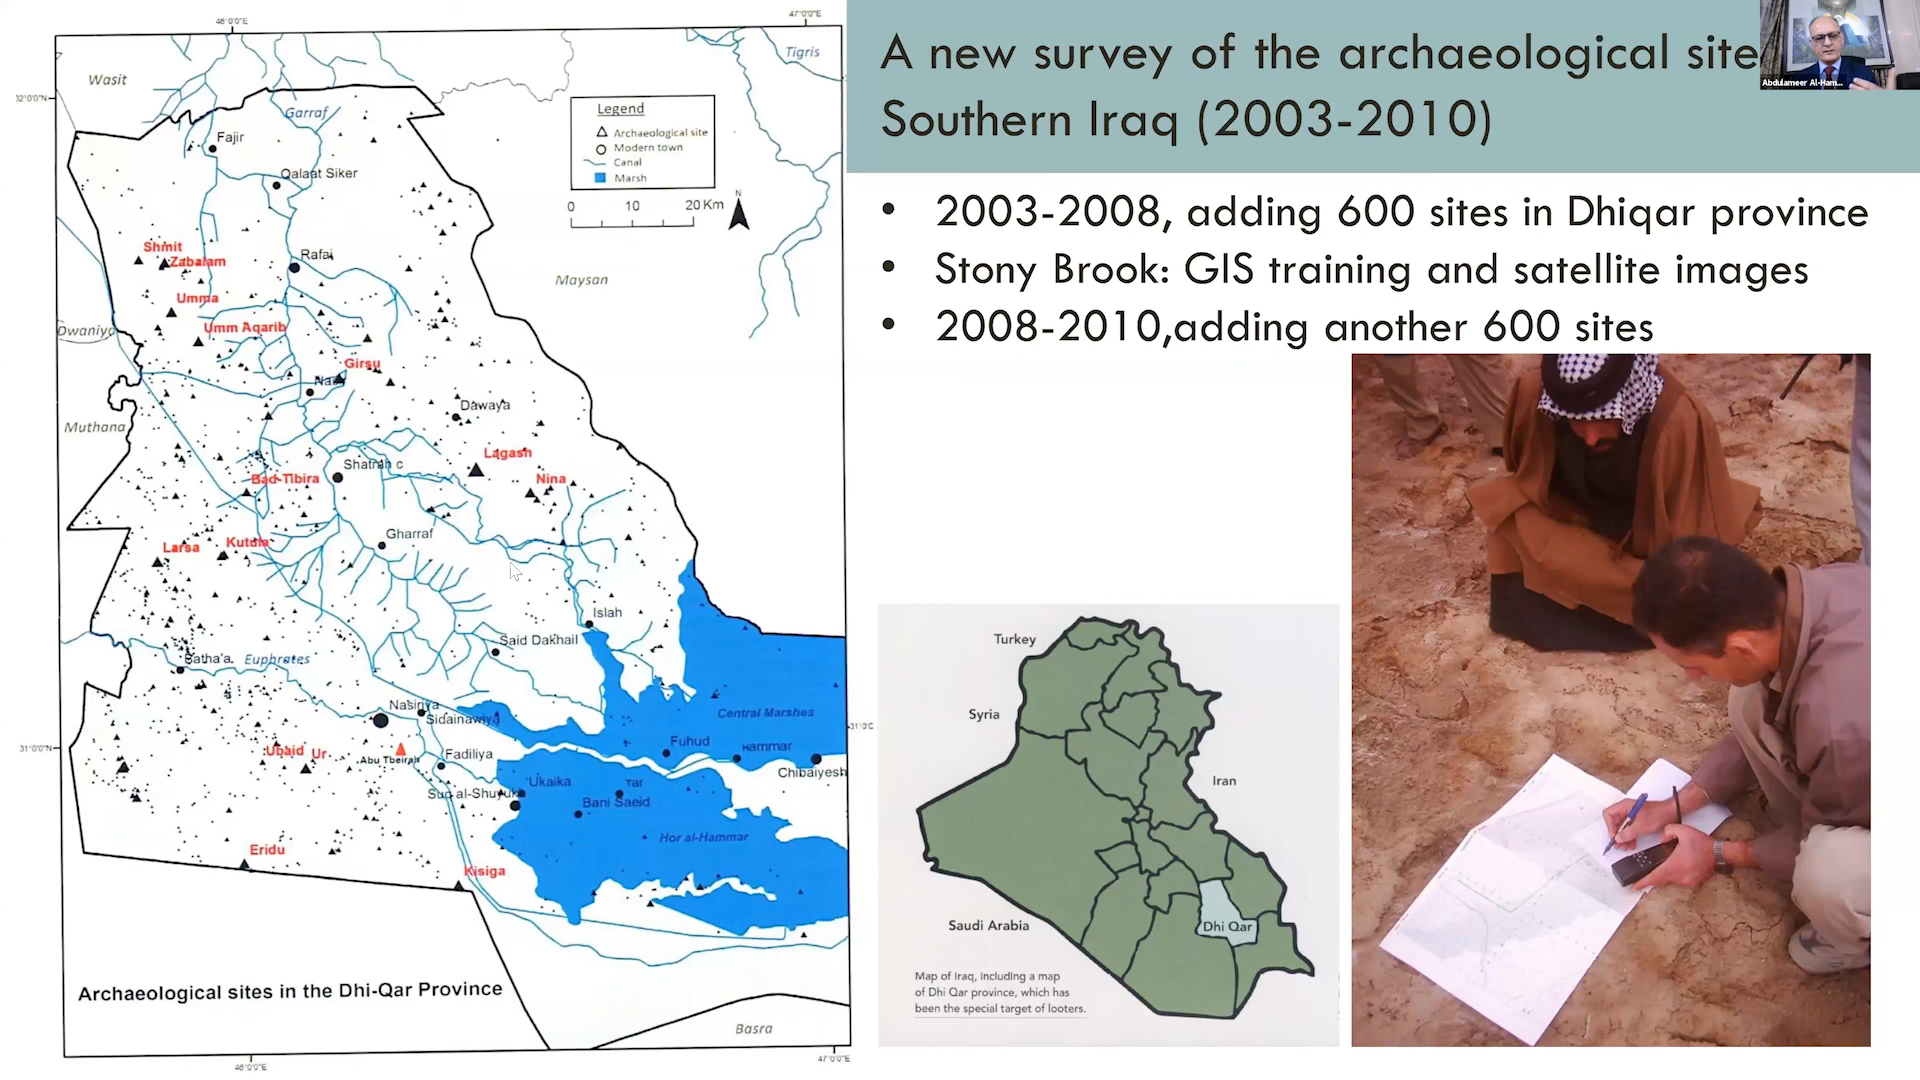 46°0'0"E
47°0'0"E
Tigris
Wasit
32°0'0"N
Garraf
Legend
Archaeological site
Modern town
Canal
Marsh
Fajir
Qalaat Siker
0 10 20 Km
N
Shmit
Zabalam
Rafai
Maysan
Umma
Dwaniya
Umm Aqarib
Girsu
Dawaya
Muthana
Lagash
Shatrah c
Bad-Tibira
Nina
Gharraf
Larsa
Islah
Said Dakhail
Batha'a.
Euphrates
Nasiriya
Sidainawiya
Central Marshes
31°0'0"N
Ubaid
Ur
Abu Tbeirah
Fadiliya
Fuhud
Hammar
Chibaiyesh
'Ukaika
Bani Saeid
Hor al-Hammar
Eridu
Kisiga
Archaeological sites in the Dhi-Qar Province
Basra
47°0'0"E
A new survey of the archaeological site
Southern Iraq (2003-2010)
Abdulameer Al-Ham...
• 2003-2008, adding 600 sites in Dhiqar province
• Stony Brook: GIS training and satellite images
• 2008-2010,adding another 600 sites
Turkey
Syria
Iran
Saudi Arabia
Dhi Qar
Map of Iraq, including a map
of Dhi Qar province, which has
been the special target of looters.